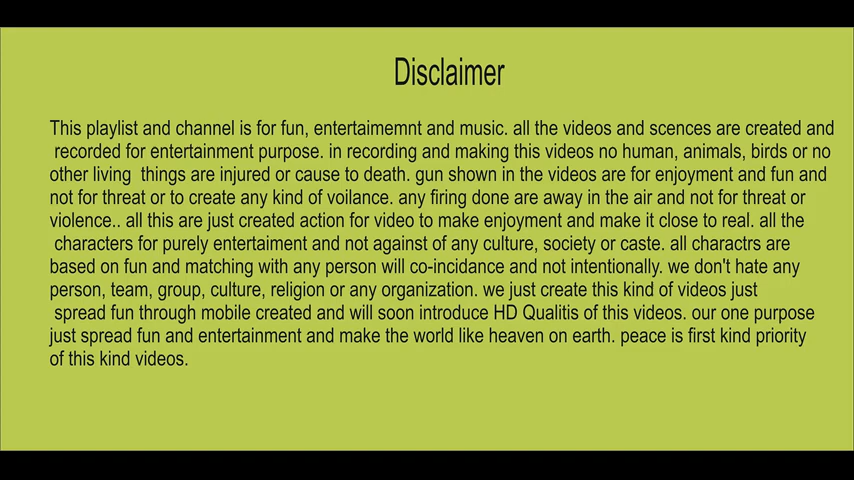 Disclaimer
This playlist and channel is for fun, entertaimemnt and music. all the videos and scences are created and
recorded for entertainment purpose. in recording and making this videos no human, animals, birds or no
other living things are injured or cause to death. gun shown in the videos are for enjoyment and fun and
not for threat or to create any kind of voilance. any firing done are away in the air and not for threat or
violence.. all this are just created action for video to make enjoyment and make it close to real. all the
characters for purely entertaiment and not against of any culture, society or caste. all charactrs are
based on fun and matching with any person will co-incidance and not intentionally. we don't hate any
person, team, group, culture, religion or any organization. we just create this kind of videos just
spread fun through mobile created and will soon introduce HD Qualitis of this videos. our one purpose
just spread fun and entertainment and make the world like heaven on earth. peace is first kind priority
of this kind videos.